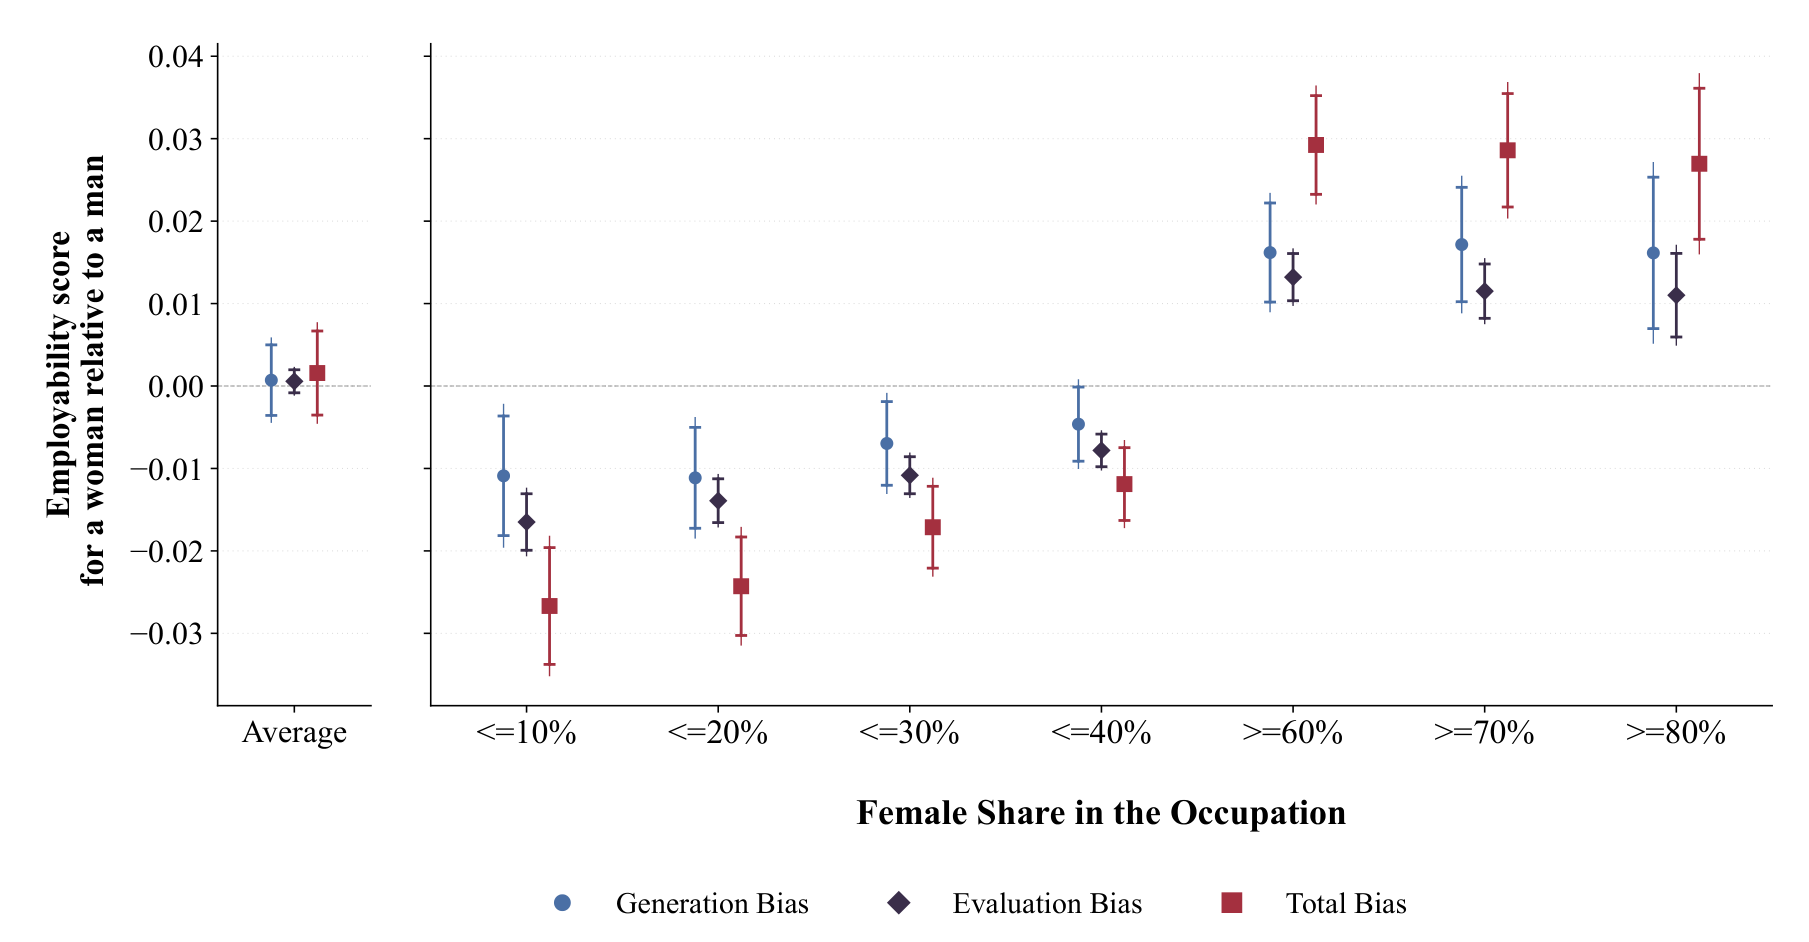 Employability score
for a woman relative to a man
0.04
0.03
0.02
0.01
0.00
−0.01
−0.02
−0.03
Average
<=10%
<=20%
<=30%
<=40%
>=60%
>=70%
>=80%
Female Share in the Occupation
Generation Bias
Evaluation Bias
Total Bias